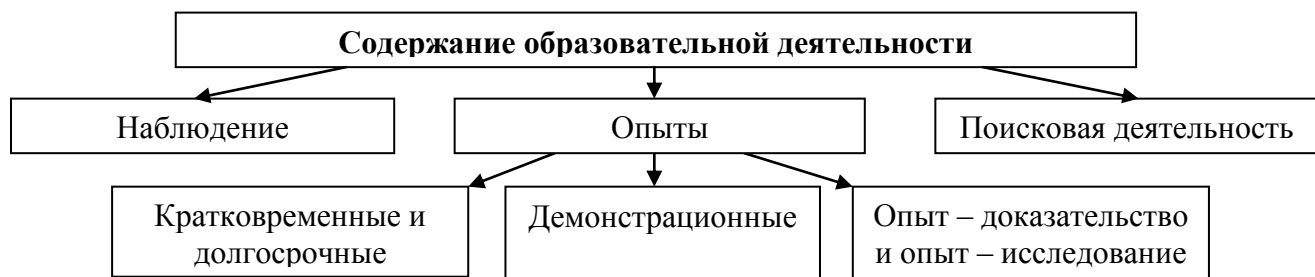 Содержание образовательной деятельности
Наблюдение
Опыты
Поисковая деятельность
Кратковременные и
долгосрочные
Демонстрационные
Опыт – доказательство
и опыт – исследование